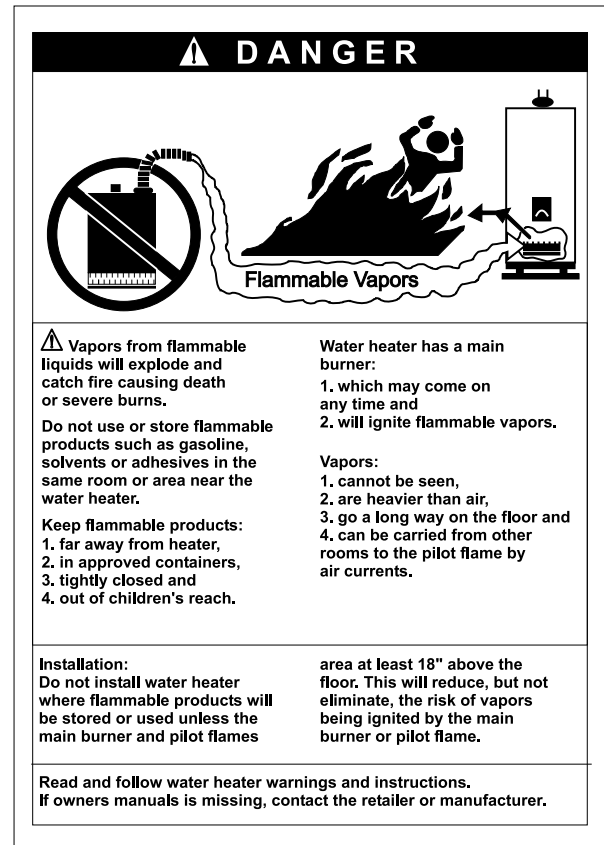 DANGER
Flammable Vapors
Vapors from flammable
liquids will explode and
catch fire causing death
or severe burns.
Do not use or store flammable
products such as gasoline,
solvents or adhesives in the
same room or area near the
water heater.
Keep flammable products:
1. far away from heater,
2. in approved containers,
3. tightly closed and
4. out of children's reach.
Water heater has a main
burner:
1. which may come on
any time and
2. will ignite flammable vapors.
Vapors:
1. cannot be seen,
2. are heavier than air,
3. go a long way on the floor and
4. can be carried from other
rooms to the pilot flame by
air currents.
Installation:
Do not install water heater
where flammable products will
be stored or used unless the
main burner and pilot flames
area at least 18" above the
floor. This will reduce, but not
eliminate, the risk of vapors
being ignited by the main
burner or pilot flame.
Read and follow water heater warnings and instructions.
If owners manuals is missing, contact the retailer or manufacturer.